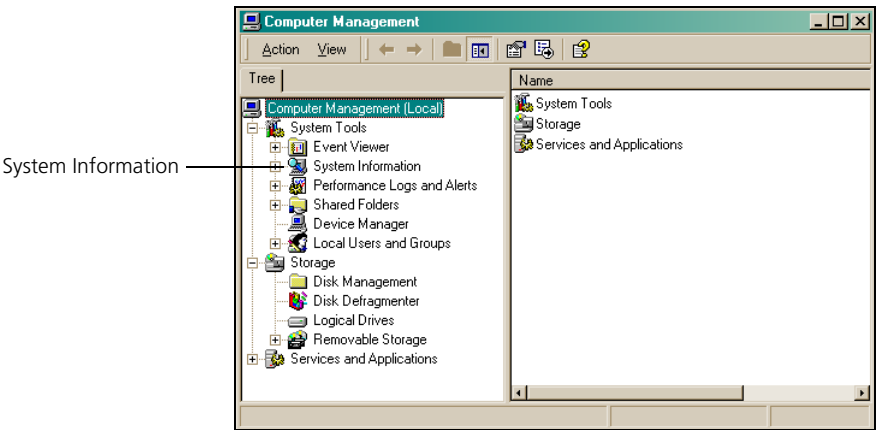 Computer Management
Action View
Tree
Name
Computer Management (Local)
System Tools
Event Viewer
System Information
Performance Logs and Alerts
Shared Folders
Device Manager
Local Users and Groups
Storage
Disk Management
Disk Defragmenter
Logical Drives
Removable Storage
Services and Applications
System Tools
Storage
Services and Applications
System Information